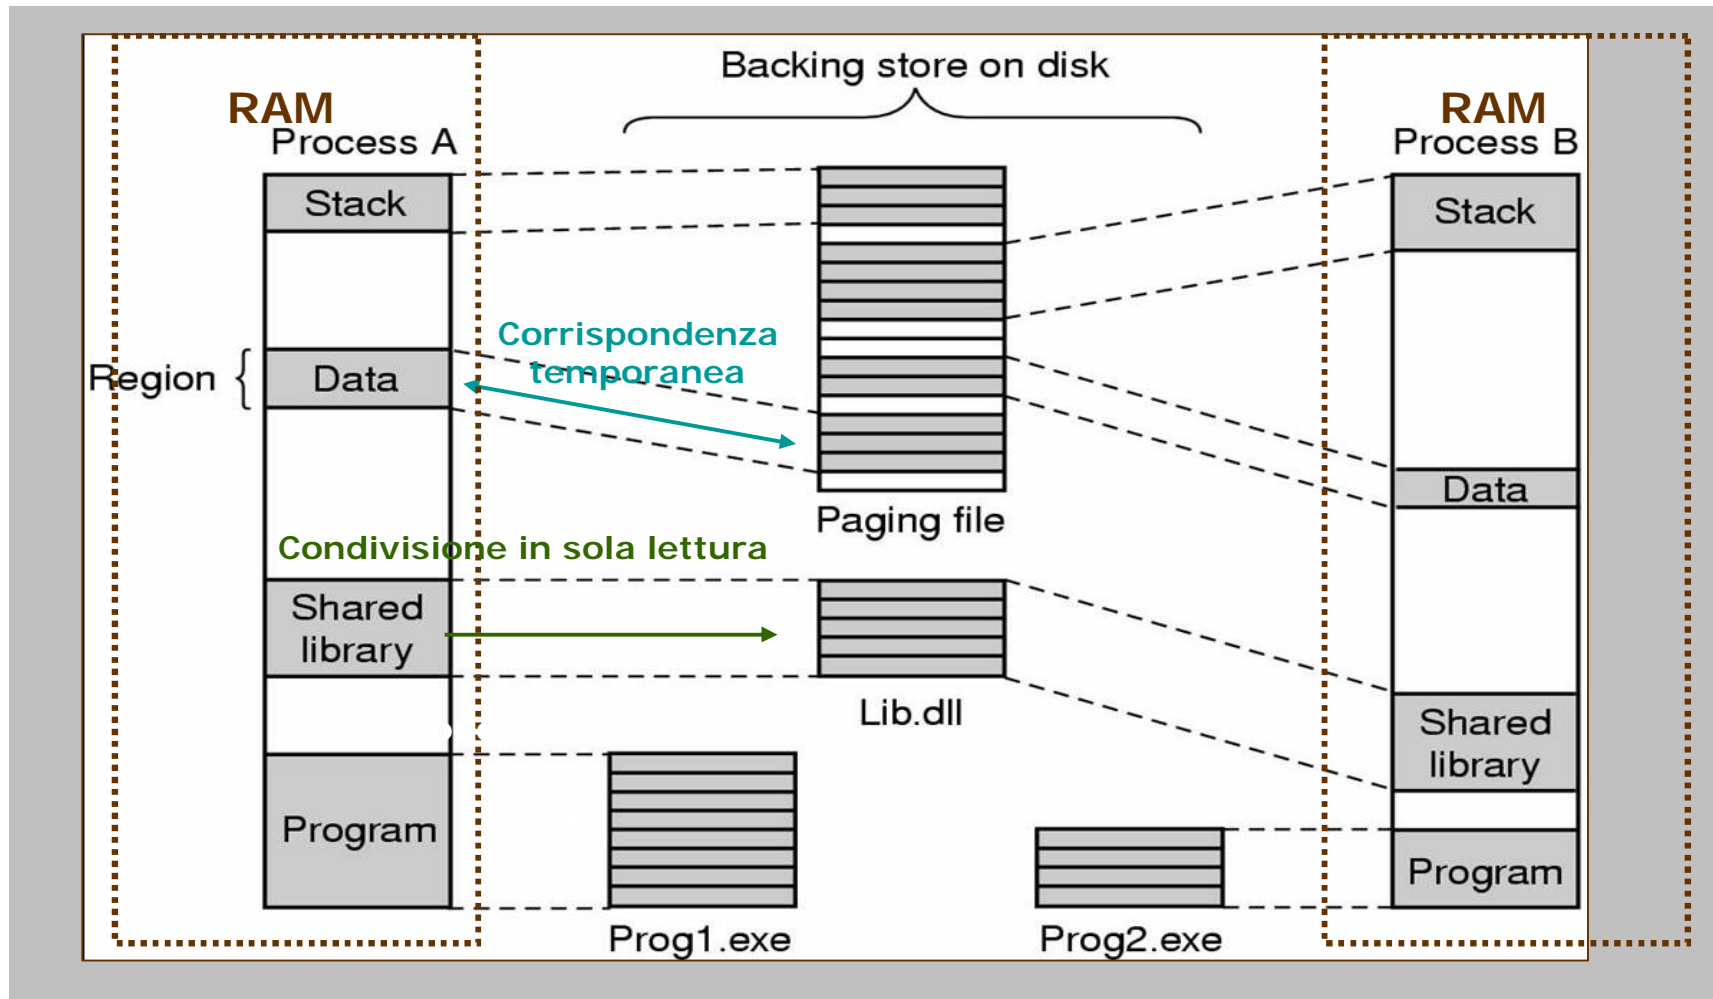 Backing store on disk
RAM
Process A
Stack
Region
Data
Shared
library
Program
Corrispondenza
temporanea
Condivisione in sola lettura
Paging file
Lib.dll
Prog1.exe
Prog2.exe
RAM
Process B
Stack
Data
Shared
library
Program